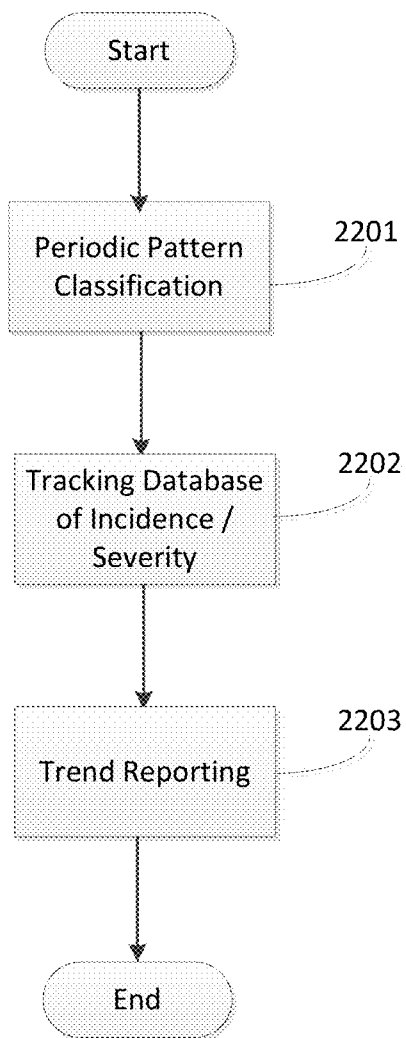 Start
Periodic Pattern
Classification
2201
Tracking Database
of Incidence /
Severity
2202
Trend Reporting
2203
End